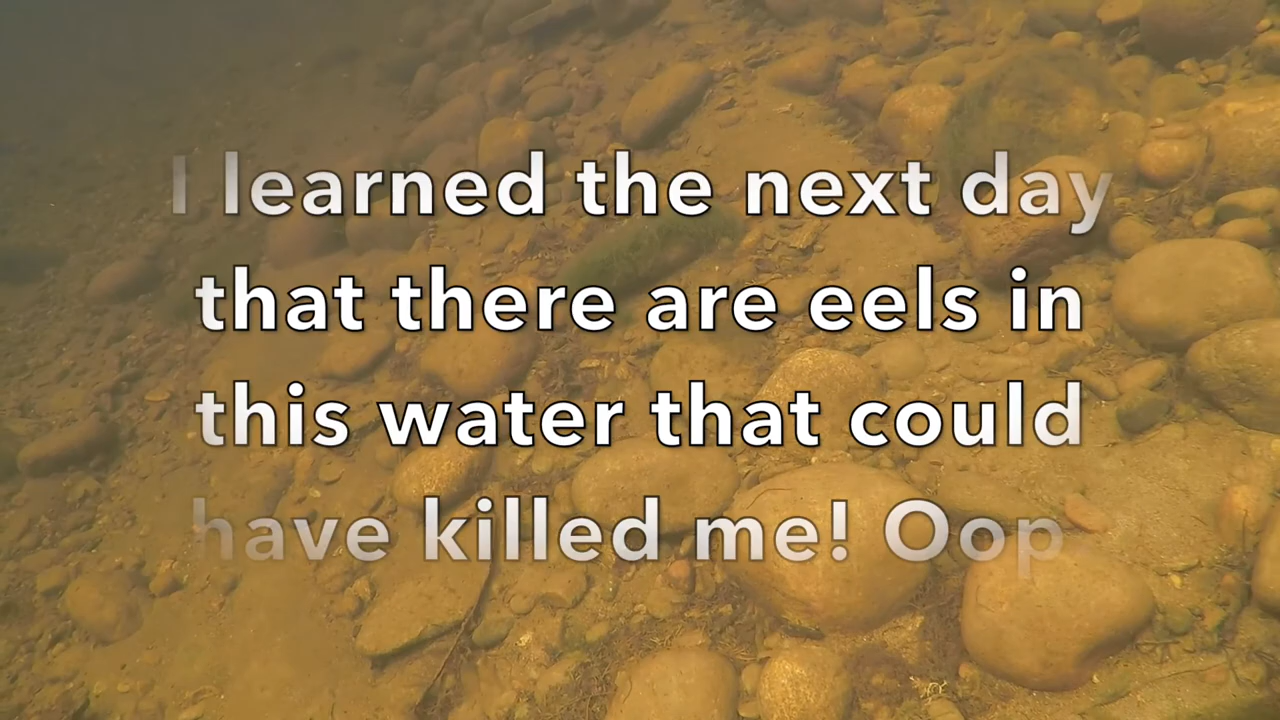 I learned the next day
that there are eels in
this water that could
have killed me! Oop